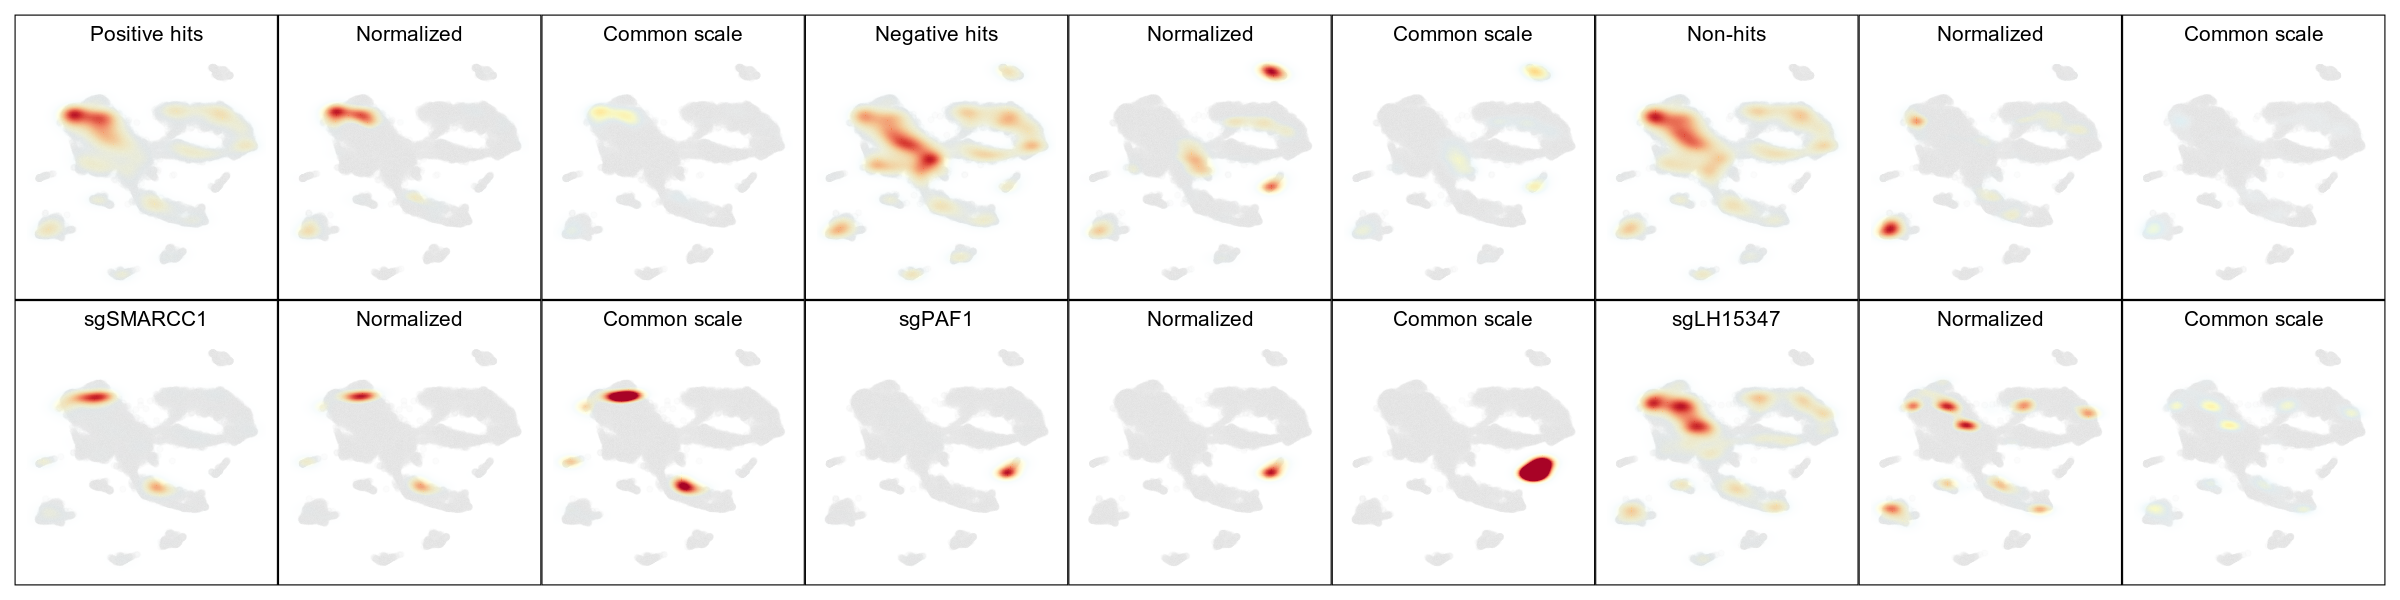 Positive hits
Normalized
Common scale
Negative hits
Normalized
Common scale
Non-hits
Normalized
Common scale
sgSMARCC1
Normalized
Common scale
sgPAF1
Normalized
Common scale
sgLH15347
Normalized
Common scale